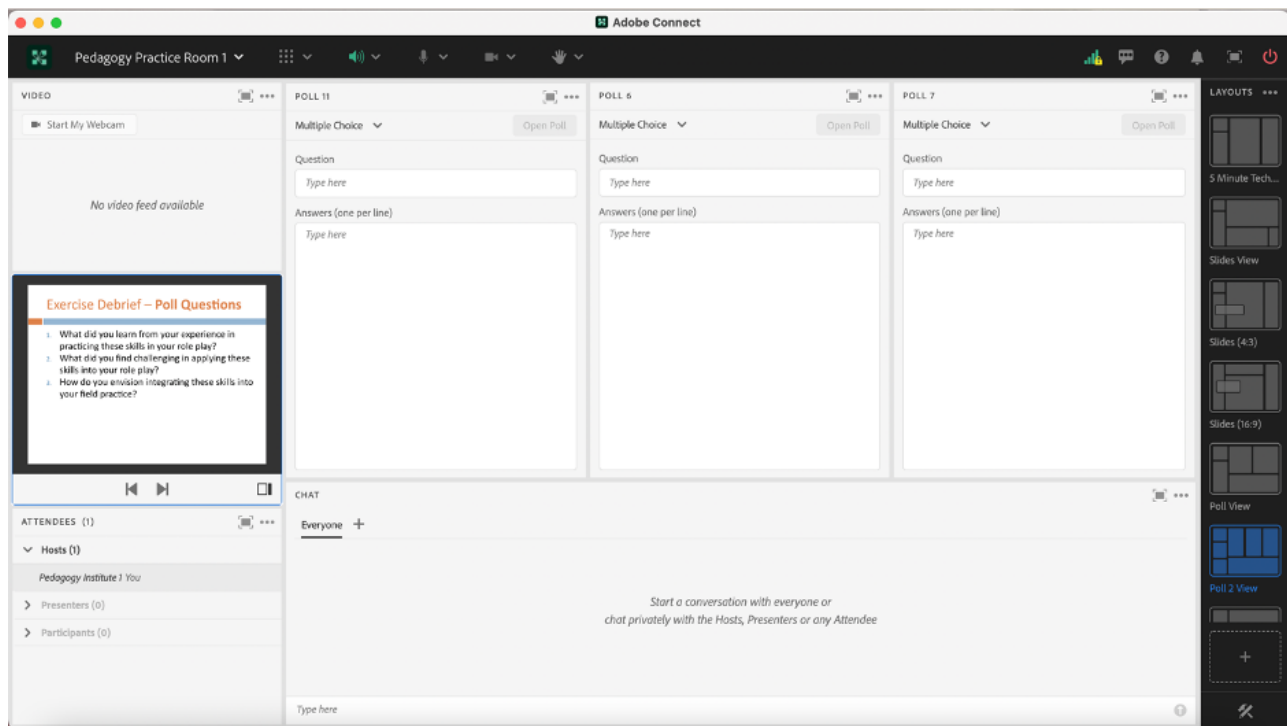 Adobe Connect
Pedagogy Practice Room 1
VIDEO
Start My Webcam
No video feed available
Exercise Debrief – Poll Questions
1. What did you learn from your experience in
practicing these skills in your role play?
2. What did you find challenging in applying these
skills into your role play?
3. How do you envision integrating these skills into
your field practice?
ATTENDEES (1)
Hosts (1)
Pedagogy Institute 1 You
Presenters (0)
Participants (0)
POLL 11
Multiple Choice
Open Poll
Question
Type here
Answers (one per line)
Type here
POLL 6
Multiple Choice
Open Poll
Question
Type here
Answers (one per line)
Type here
POLL 7
Multiple Choice
Open Poll
Question
Type here
Answers (one per line)
Type here
CHAT
Everyone
Start a conversation with everyone or
chat privately with the Hosts, Presenters or any Attendee
Type here
LAYOUTS
5 Minute Tech...
Slides View
Slides (4:3)
Slides (16:9)
Poll View
Poll 2 View